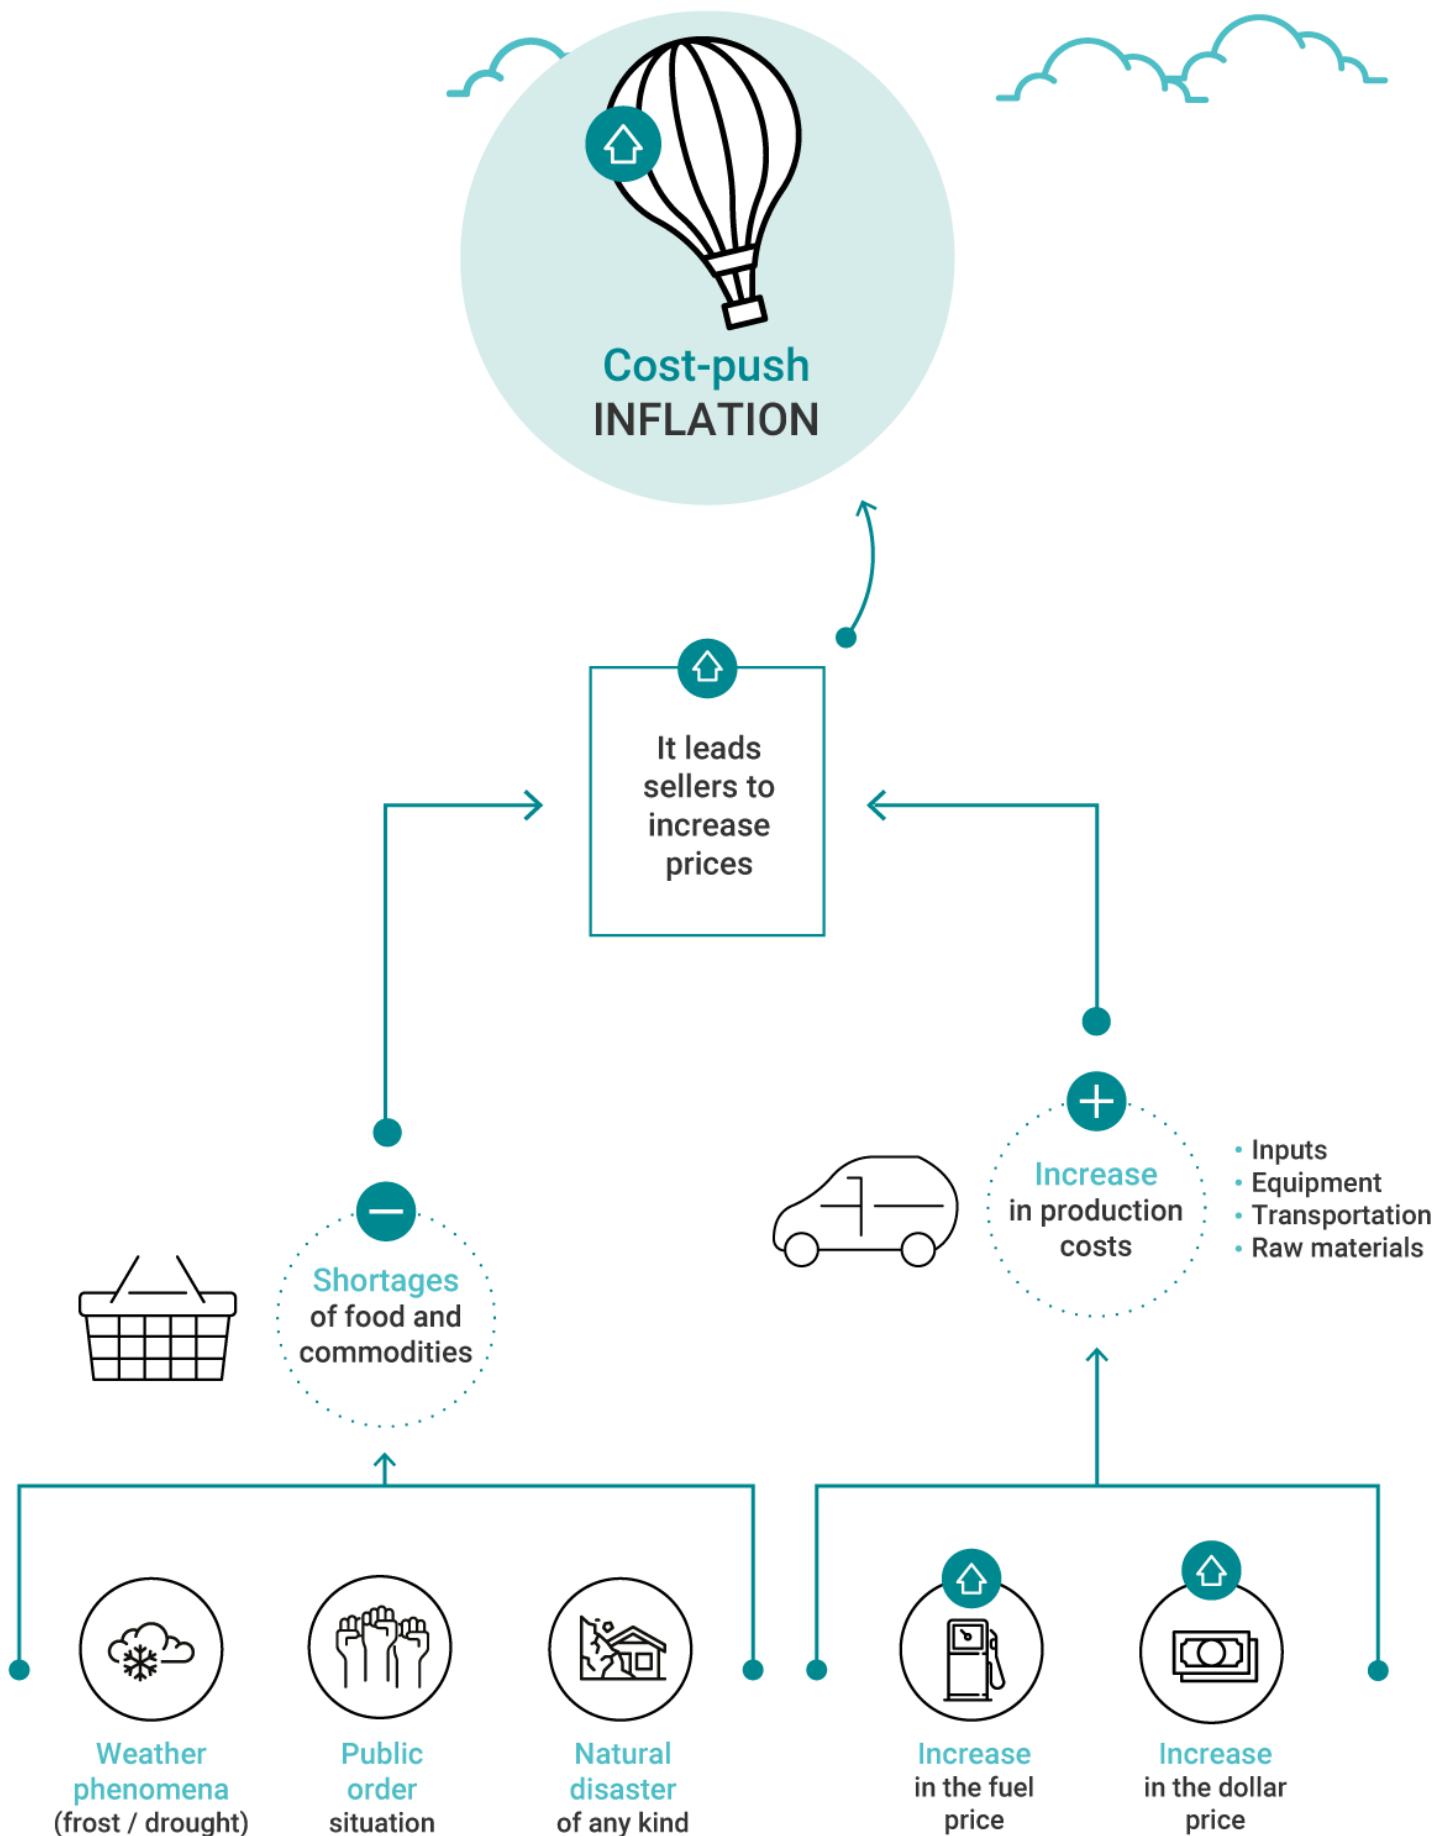 Cost-push
INFLATION
It leads
sellers to
increase
prices
Increase
in production
costs
• Inputs
• Equipment
• Transportation
• Raw materials
Shortages
of food and
commodities
Weather
phenomena
(frost / drought)
Public
order
situation
Natural
disaster
of any kind
Increase
in the fuel
price
Increase
in the dollar
price